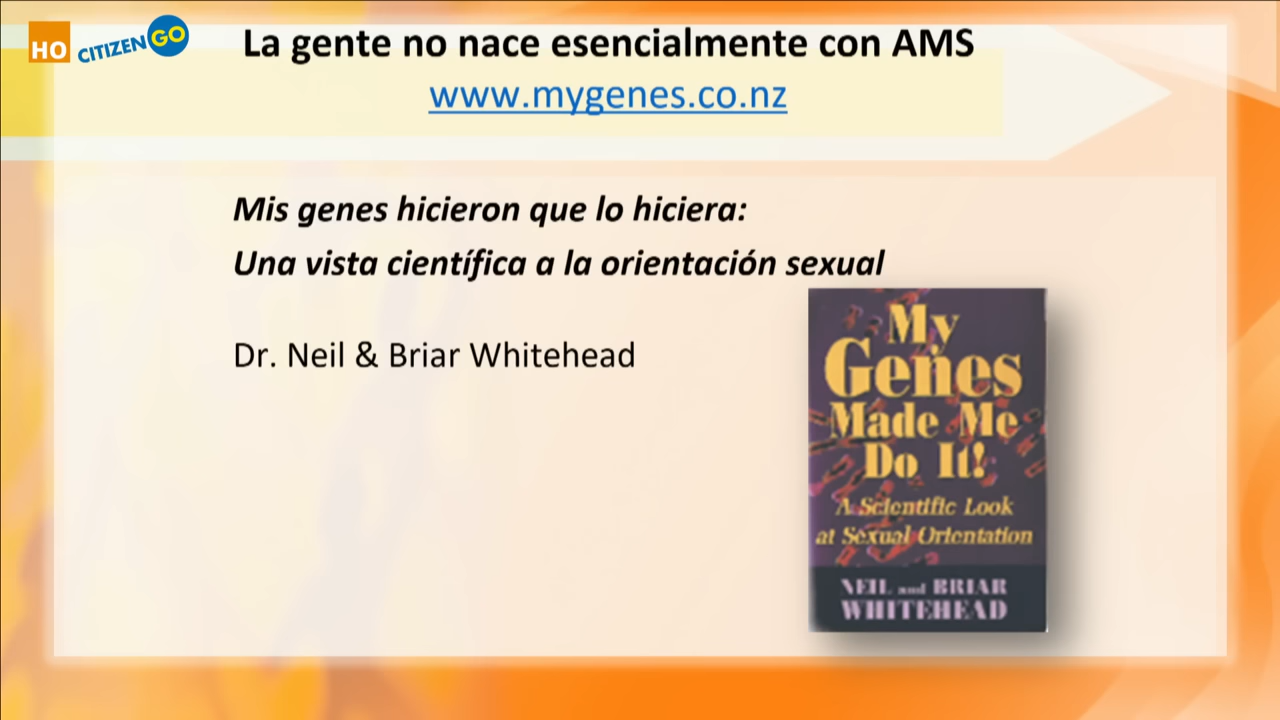 HO CITIZENGO
La gente no nace esencialmente con AMS
www.mygenes.co.nz
Mis genes hicieron que lo hiciera:
Una vista científica a la orientación sexual
Dr. Neil & Briar Whitehead
My
Genes
Made Me
Do It!
A Scientific Look
at Sexual Orientation
NEIL and BRIAR
WHITEHEAD